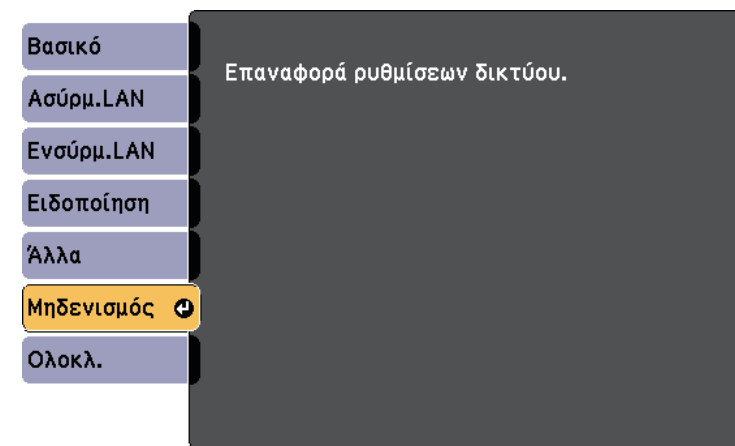 Βασικό
Επαναφορά ρυθμίσεων δικτύου.
Ασύρμ.LAN
Ενσύρμ.LAN
Ειδοποίηση
Άλλα
Μηδενισμός
Ολοκλ.